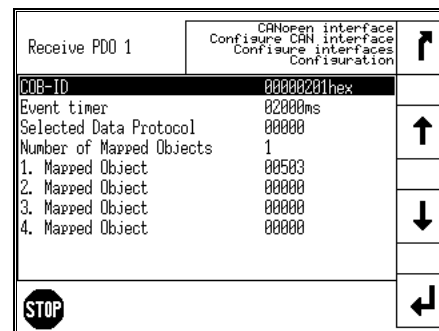 Receive PDO 1
CANopen interface
Configure CAN interface
Configure interfaces
Configuration
COB-ID 00000201hex
Event timer 02000ms
Selected Data Protocol 00000
Number of Mapped Objects 1
1. Mapped Object 00503
2. Mapped Object 00000
3. Mapped Object 00000
4. Mapped Object 00000
STOP